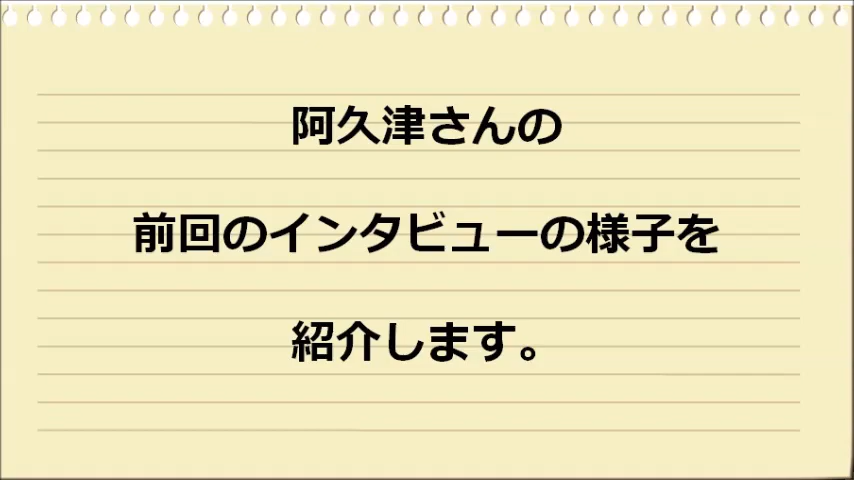 阿久津さんの
前回のインタビューの様子を
紹介します。